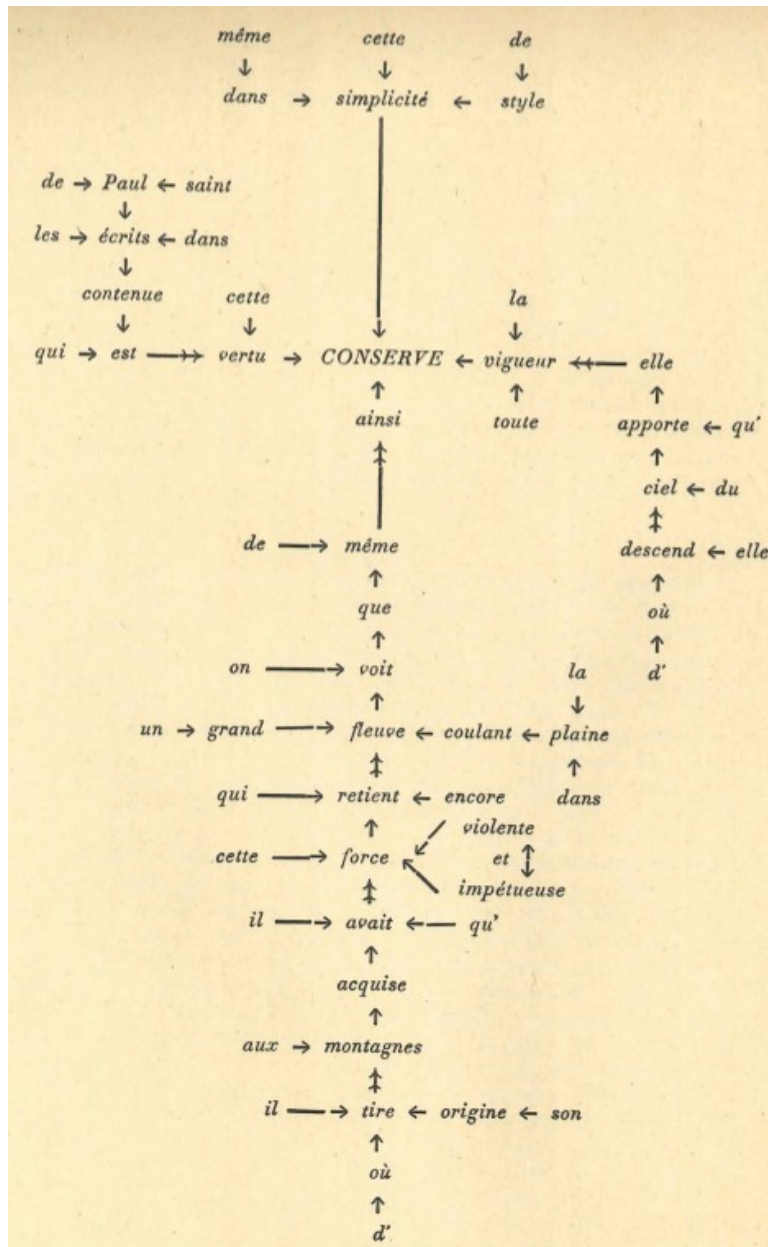 même cette de
dans → simplicité ← style
de → Paul ← saint
les → écrits ← dans
contenue cette la
qui → est → vertu → CONSERVE ← vigueur ← elle
ainsi toute apporte ← qu'
ciel ← du
de → même descend ← elle
que où
on → voit la d'
un → grand → fleuve ← coulant ← plaine
qui → retient ← encore dans
violente
cette → force et
impétueuse
il → avait ← qu'
acquise
aux → montagnes
il → tire ← origine ← son
où
d'